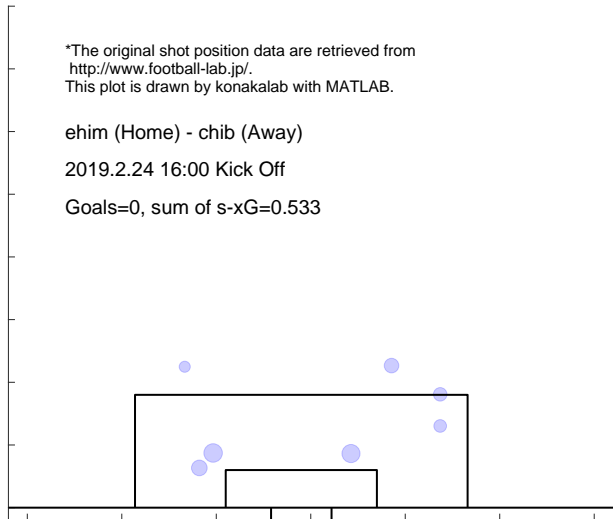 *The original shot position data are retrieved from
http://www.football-lab.jp/.
This plot is drawn by konakalab with MATLAB.
ehim (Home) - chib (Away)
2019.2.24 16:00 Kick Off
Goals=0, sum of s-xG=0.533